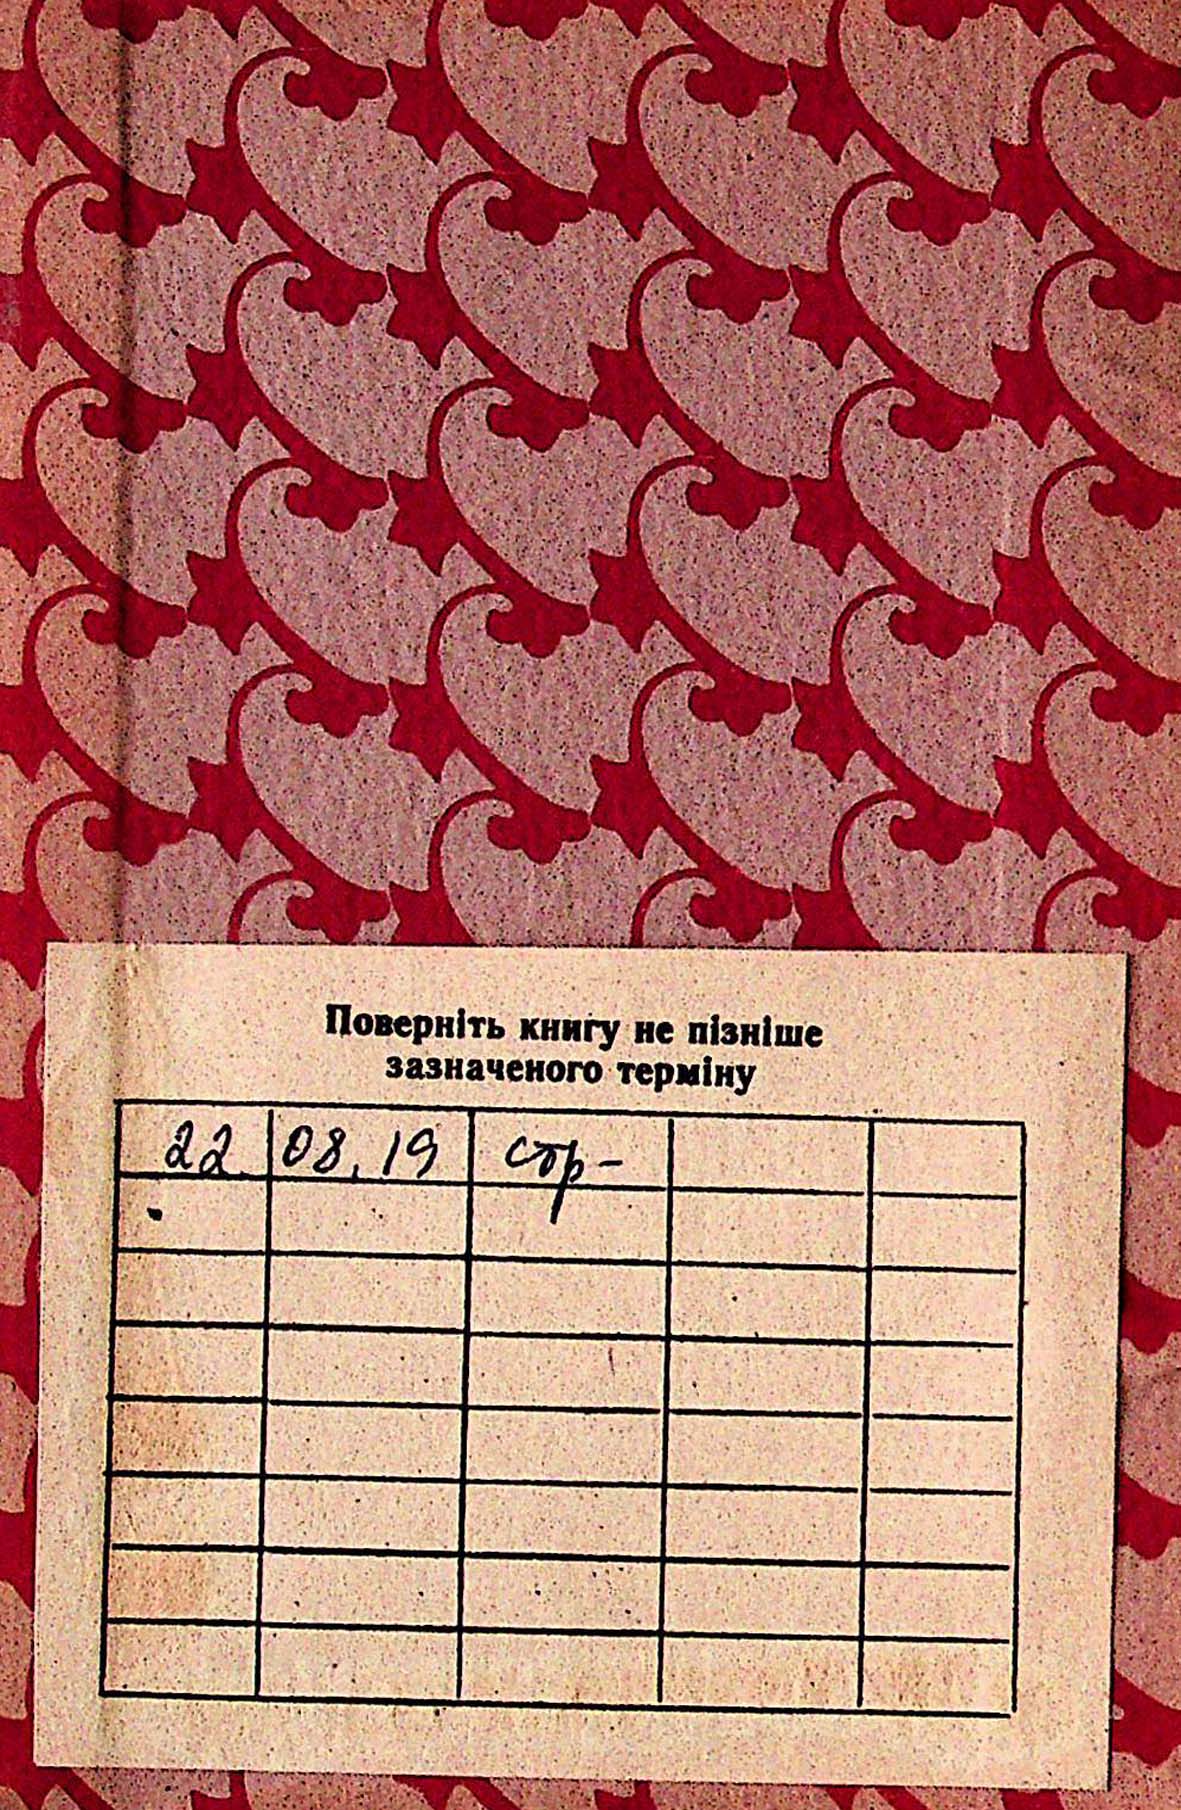 Поверніть книгу не пізніше
зазначеного терміну
22. 08. 19 стр-